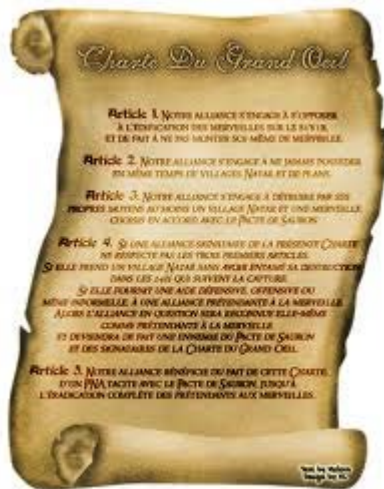 Charte Du Grand Oeil
Article 1. Notre alliance s'engage à s'opposer
à l'édification des merveilles sur le
et de fait à ne pas monter soi-même de merveille.
Article 2. Notre alliance s'engage à ne jamais posséder
en même temps de villages Natar et de plans.
Article 3. Notre alliance s'engage à détruire par ses
propres moyens au moins un village Natar et une merveille
choisis en accord avec le Pacte de Sauron.
Article 4. Si une alliance signataire de la présente Charte
ne respecte pas les trois premiers articles.
Si elle prend un village Natar sans avoir entamé sa destruction
dans les qui suivent la capture.
Si elle fournit une aide défensive, offensive ou
même informelle, à une alliance prétendante à la merveille
Alors l'alliance en question sera reconnue elle-même
comme prétendante à la merveille
et deviendra de fait une ennemie du Pacte de Sauron
et des signataires de la Charte du Grand Oeil.
Article 5. Notre alliance bénéficie du fait de cette Charte
d'un PNA tacite avec le Pacte de Sauron, jusqu'à
l'éradication complète des prétendants aux merveilles.